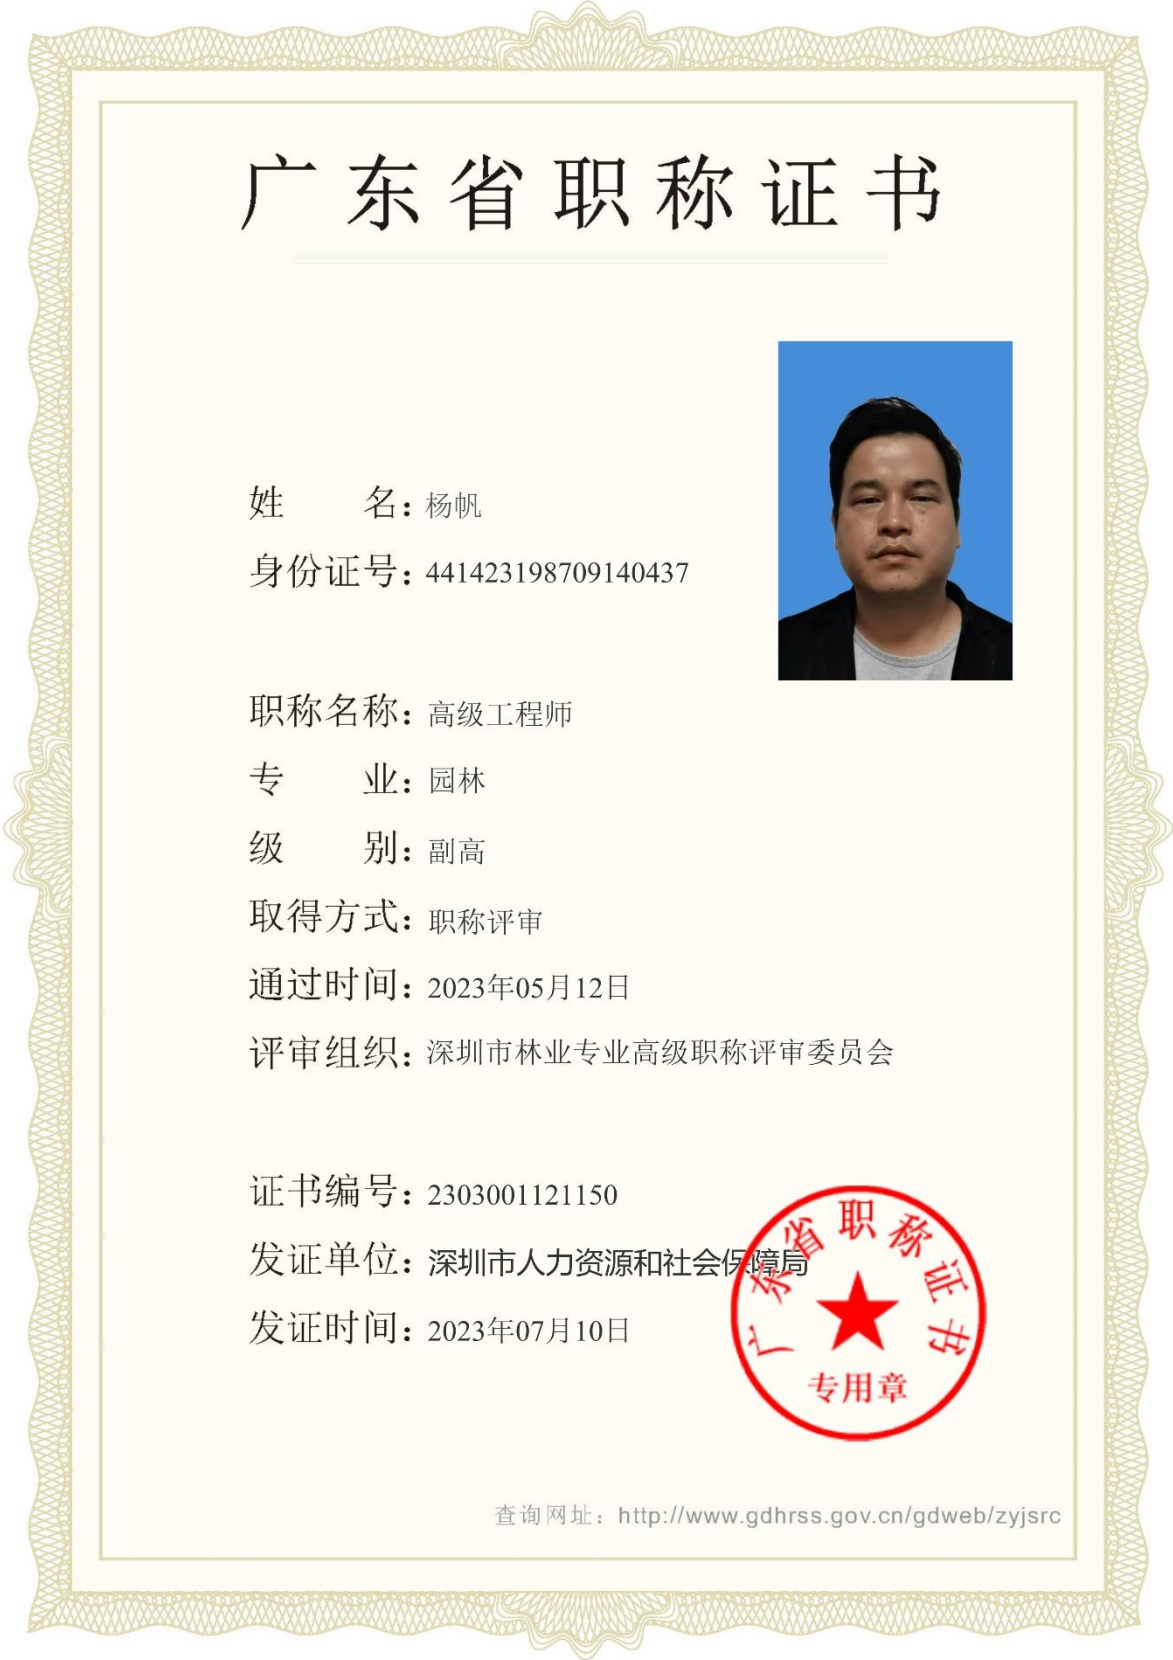 广东省职称证书
姓名：杨帆
身份证号：441423198709140437
职称名称：高级工程师
专业：园林
级别：副高
取得方式：职称评审
通过时间：2023年05月12日
评审组织：深圳市林业专业高级职称评审委员会
证书编号：2303001121150
发证单位：深圳市人力资源和社会保障局
发证时间：2023年07月10日
广东省职称证书
专用章
查询网址：http://www.gdhrss.gov.cn/gdweb/zyjsrc